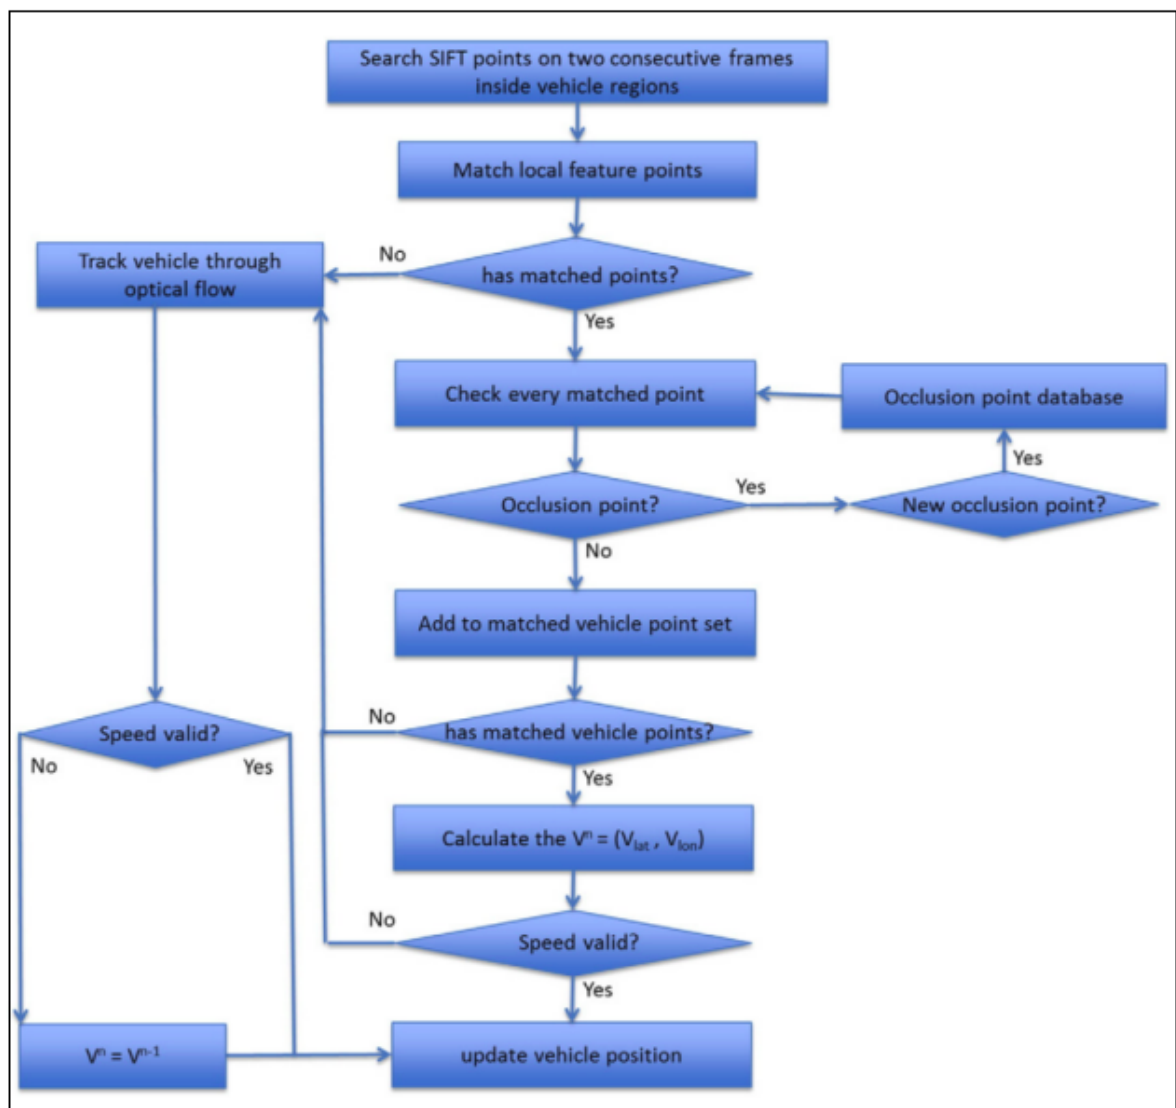 Search SIFT points on two consecutive frames
inside vehicle regions
Match local feature points
No
Track vehicle through
optical flow
has matched points?
Yes
Check every matched point
Occlusion point database
Yes
Occlusion point?
Yes
New occlusion point?
No
Add to matched vehicle point set
No
has matched vehicle points?
Speed valid?
No
Yes
Yes
Calculate the Vⁿ = (Vlat , Vlon)
No
Speed valid?
Yes
Vⁿ = Vⁿ⁻¹
update vehicle position